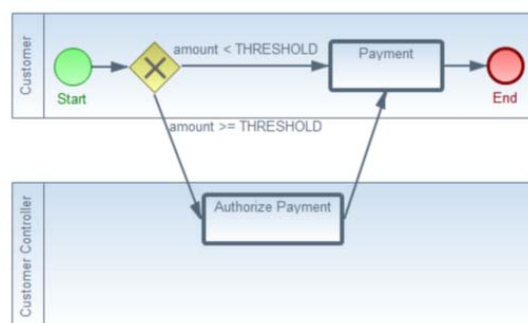 Customer
Start
amount < THRESHOLD
Payment
End
amount >= THRESHOLD
Customer Controller
Authorize Payment